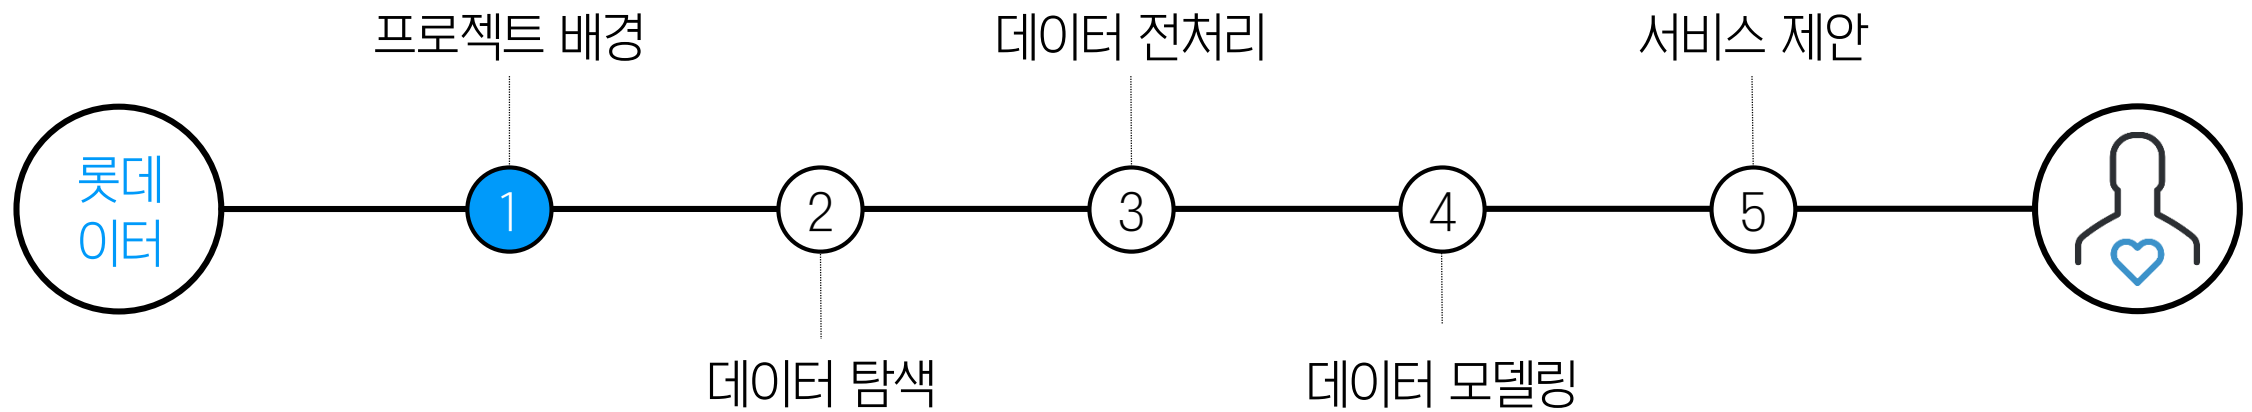 프로젝트 배경
데이터 전처리
서비스 제안
롯데
이터
1
2
3
4
5
데이터 탐색
데이터 모델링